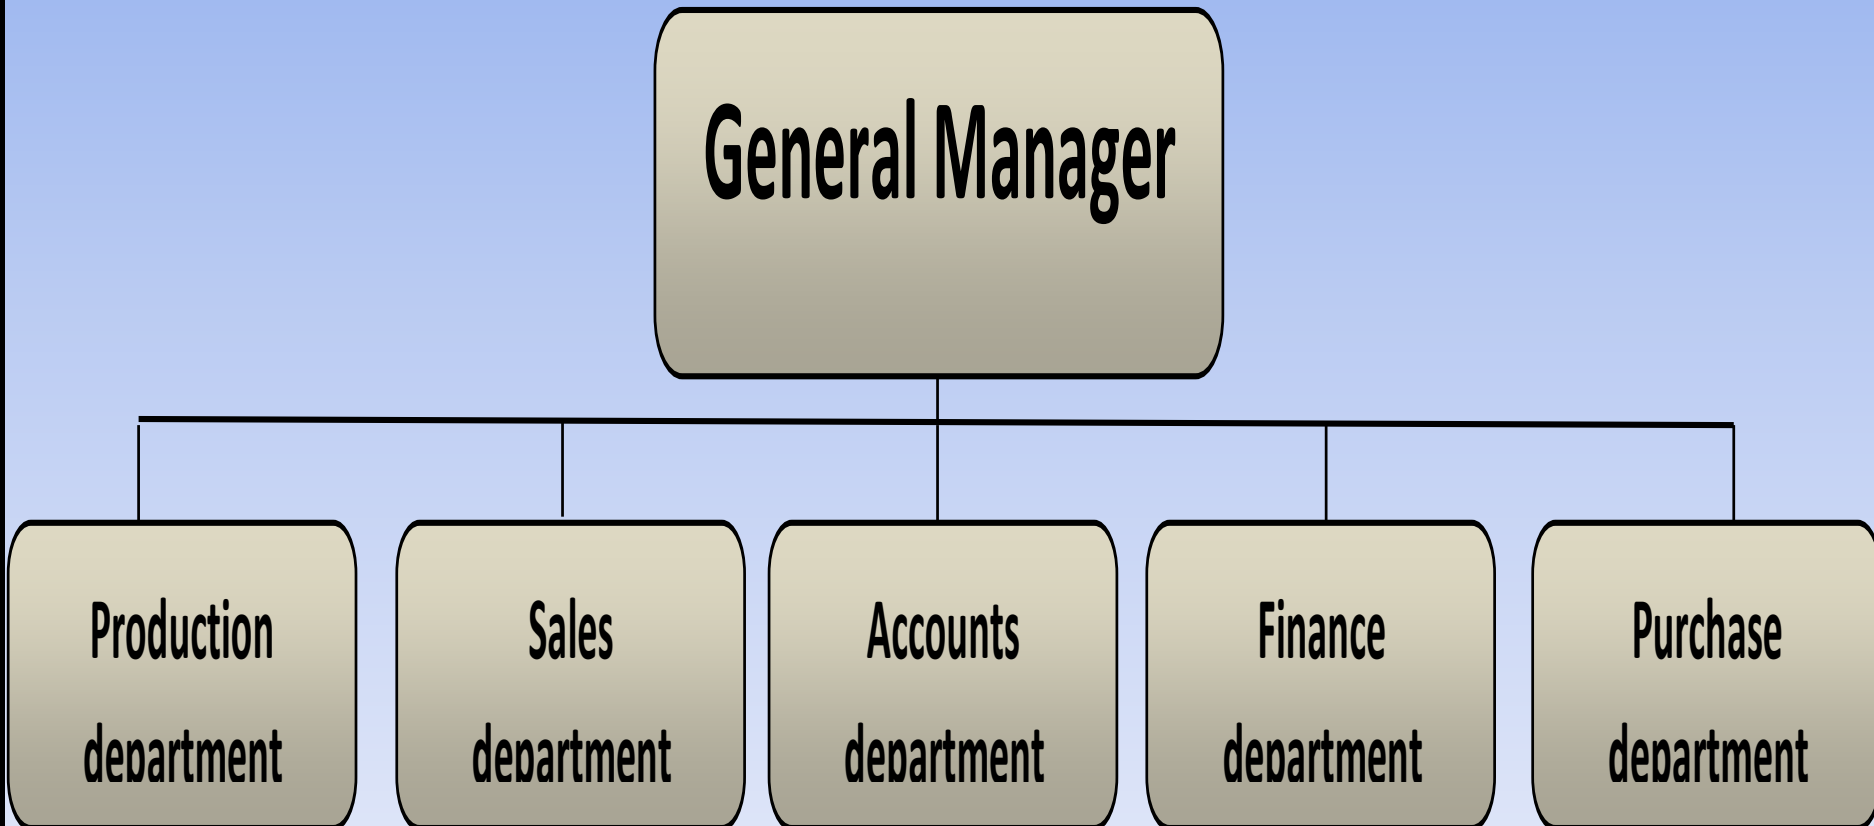 General Manager
Production
department
Sales
department
Accounts
department
Finance
department
Purchase
department